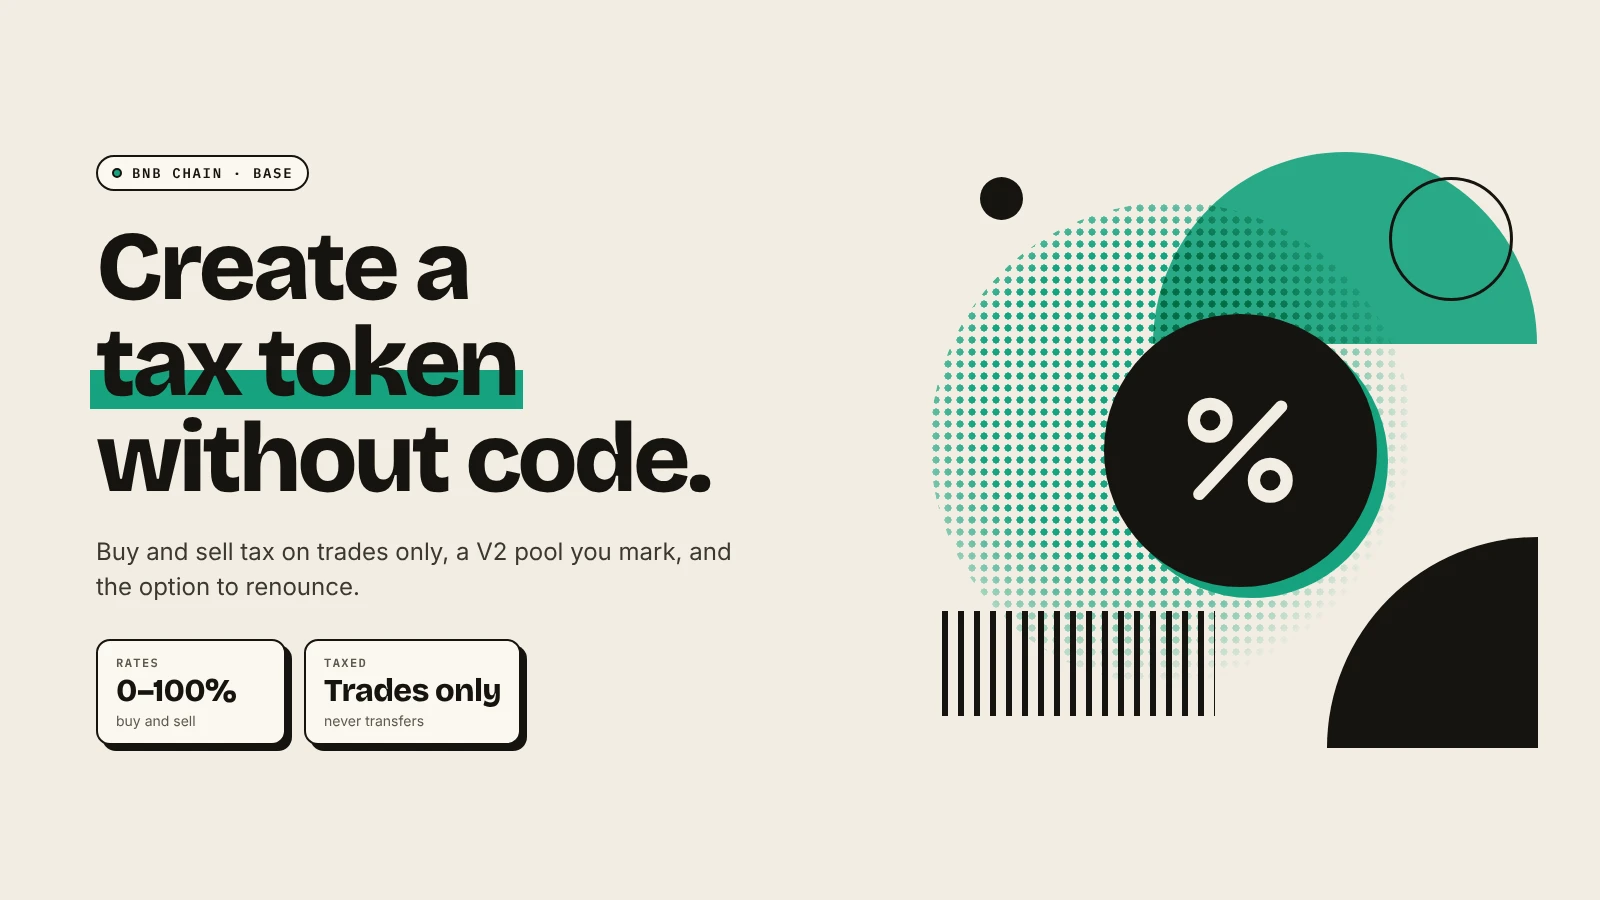 BNB CHAIN · BASE
Create a
tax token
without code.
Buy and sell tax on trades only, a V2 pool you mark, and
the option to renounce.
RATES
0–100%
buy and sell
TAXED
Trades only
never transfers
%